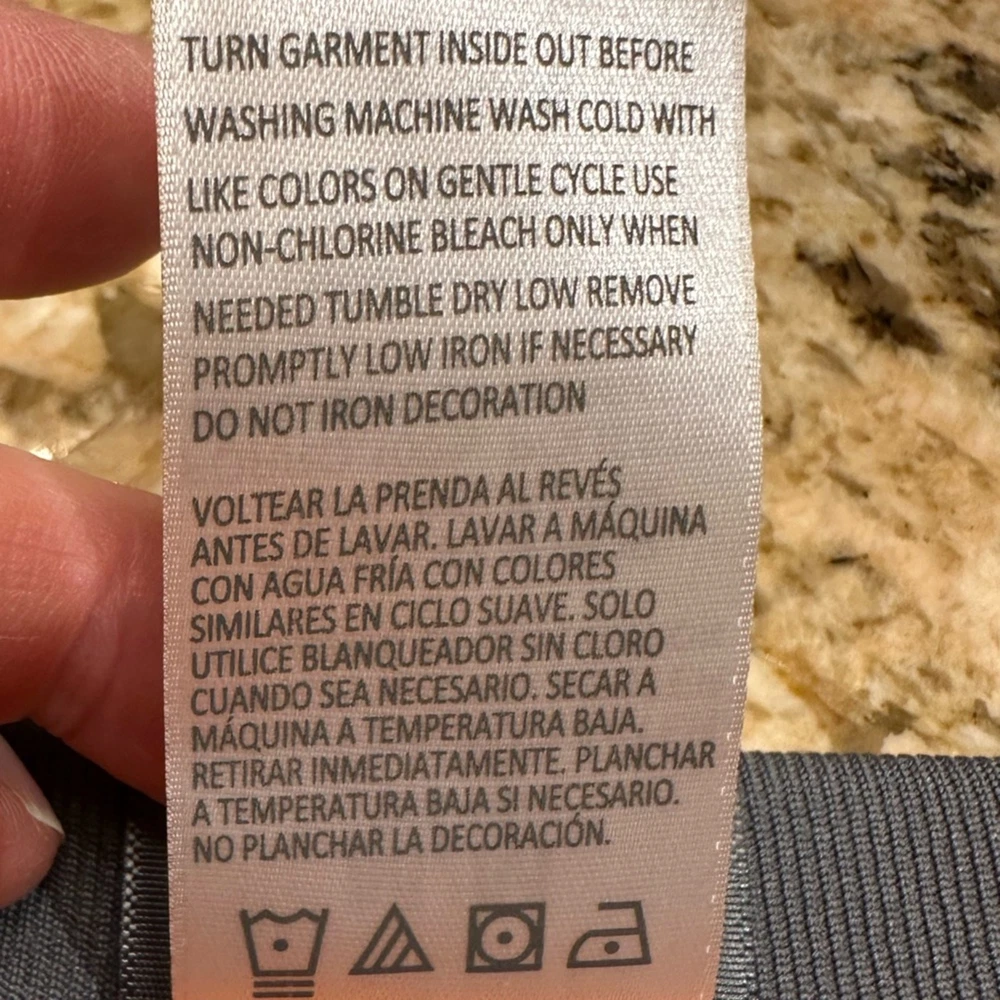 TURN GARMENT INSIDE OUT BEFORE
WASHING MACHINE WASH COLD WITH
LIKE COLORS ON GENTLE CYCLE USE
NON-CHLORINE BLEACH ONLY WHEN
NEEDED TUMBLE DRY LOW REMOVE
PROMPTLY LOW IRON IF NECESSARY
DO NOT IRON DECORATION
VOLTEAR LA PRENDA AL REVÉS
ANTES DE LAVAR. LAVAR A MÁQUINA
CON AGUA FRÍA CON COLORES
SIMILARES EN CICLO SUAVE. SOLO
UTILICE BLANQUEADOR SIN CLORO
CUANDO SEA NECESARIO. SECAR A
MÁQUINA A TEMPERATURA BAJA.
RETIRAR INMEDIATAMENTE. PLANCHAR
A TEMPERATURA BAJA SI NECESARIO.
NO PLANCHAR LA DECORACIÓN.